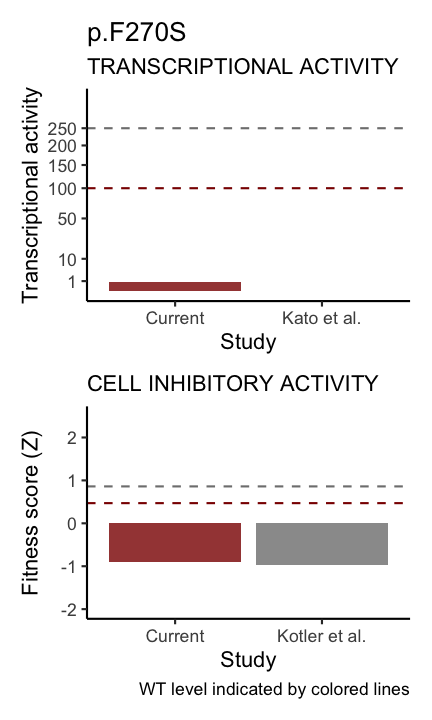 p.F270S
TRANSCRIPTIONAL ACTIVITY
Transcriptional activity
250
200
150
100
50
10
1
Current
Kato et al.
Study
CELL INHIBITORY ACTIVITY
Fitness score (Z)
2
1
0
-1
-2
Current
Kotler et al.
Study
WT level indicated by colored lines